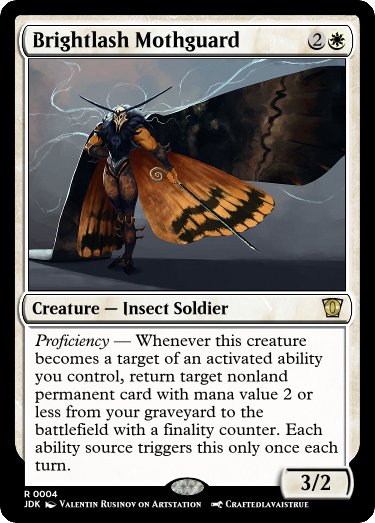 Brightlash Mothguard 2
Creature — Insect Soldier
Proficiency — Whenever this creature
becomes a target of an activated ability
you control, return target nonland
permanent card with mana value 2 or
less from your graveyard to the
battlefield with a finality counter. Each
ability source triggers this only once each
turn.
3/2
R 0004
JDK Valentin Rusinov on Artstation Craftedlavaistrue